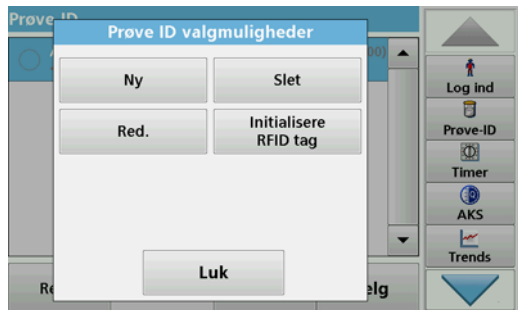 Prøve ID
Prøve ID valgmuligheder
Ny
Slet
Red.
Initialisere
RFID tag
Luk
Log ind
Prøve-ID
Timer
AKS
Trends